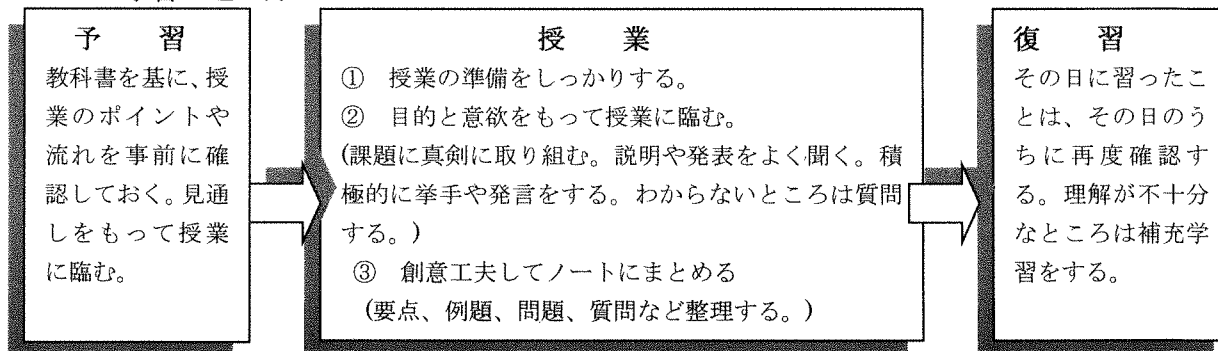 予　習
教科書を基に、授
業のポイントや
流れを事前に確
認しておく。見通
しをもって授業
に臨む。
授　業
①　授業の準備をしっかりする。
②　目的と意欲をもって授業に臨む。
(課題に真剣に取り組む。説明や発表をよく聞く。積
極的に挙手や発言をする。わからないところは質問
する。)
③　創意工夫してノートにまとめる
(要点、例題、問題、質問など整理する。)
復　習
その日に習ったこ
とは、その日のう
ちに再度確認す
る。理解が不十分
なところは補充学
習をする。